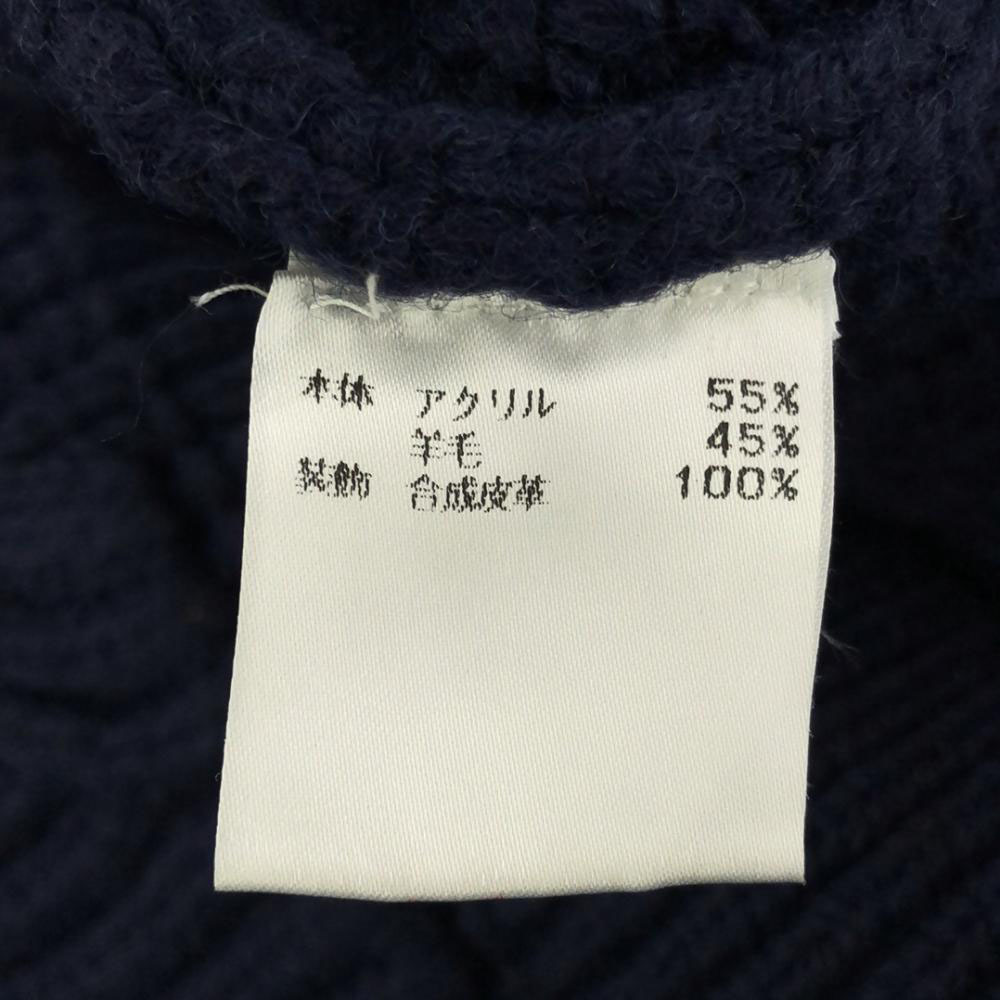 本体 アクリル 55%
羊毛 45%
装飾 合成皮革 100%